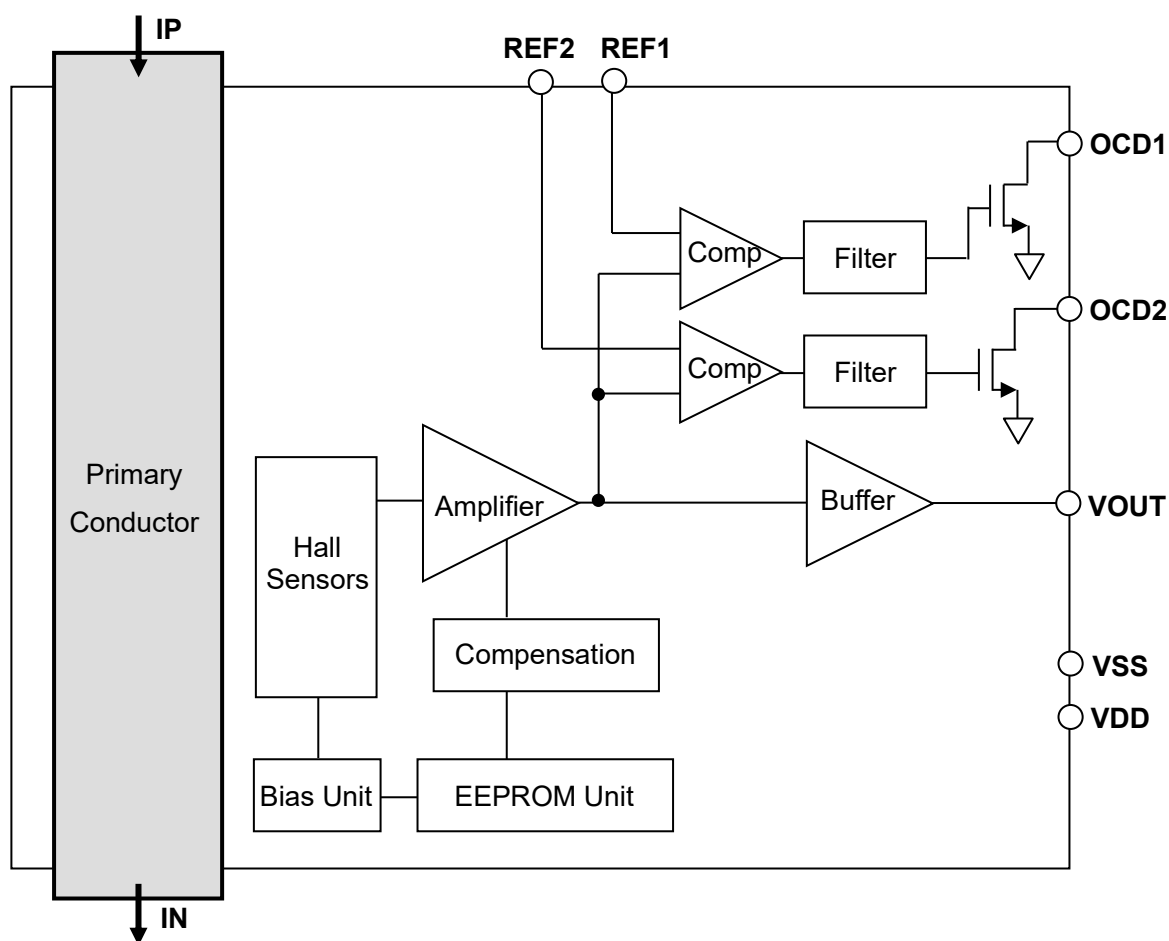 IP
REF2 REF1
OCD1
Comp
Filter
OCD2
Comp
Filter
Primary
Conductor
Hall
Sensors
Amplifier
Buffer
VOUT
Compensation
VSS
VDD
Bias Unit
EEPROM Unit
IN